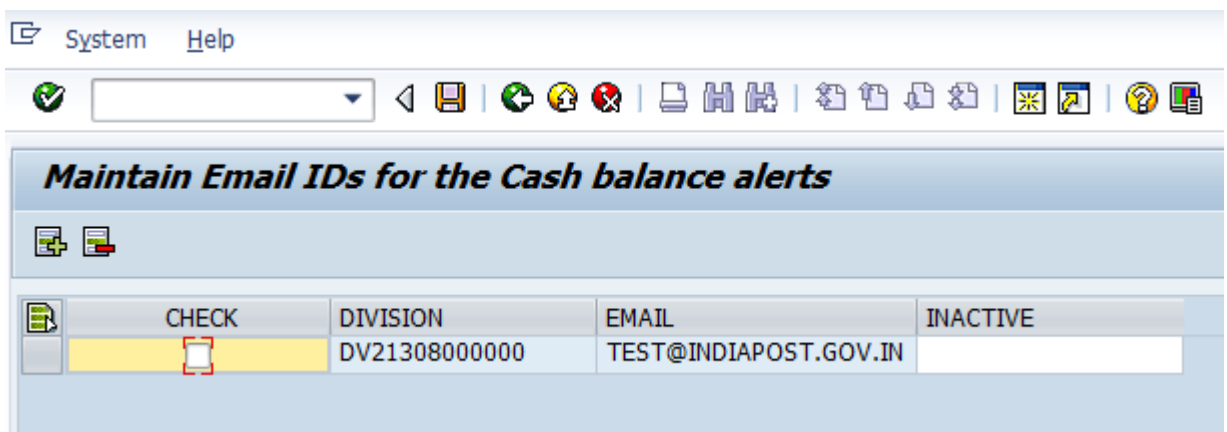 System Help
Maintain Email IDs for the Cash balance alerts
CHECK DIVISION EMAIL INACTIVE
DV21308000000 TEST@INDIAPOST.GOV.IN